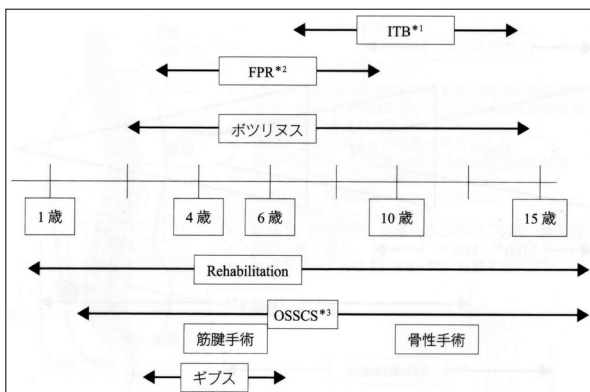 ITB*1
FPR*2
ボツリヌス
1歳
4歳
6歳
10歳
15歳
Rehabilitation
OSSCS*3
筋腱手術
骨性手術
ギプス